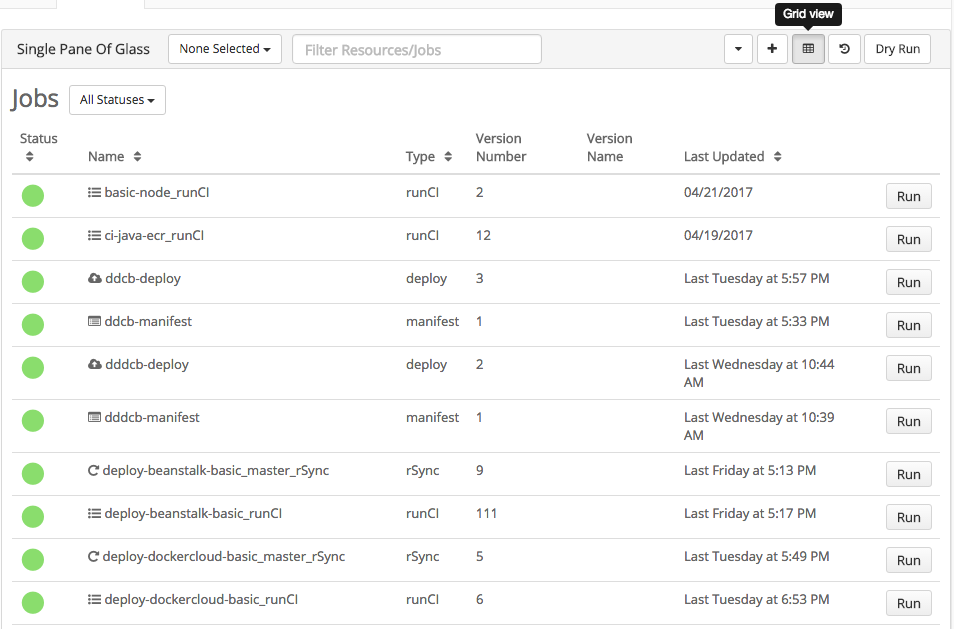 Grid view
Single Pane Of Glass None Selected Filter Resources/Jobs Dry Run
Jobs All Statuses
Status Name Type Version Number Version Name Last Updated
basic-node_runCI runCI 2 04/21/2017 Run
ci-java-ecr_runCI runCI 12 04/19/2017 Run
ddcb-deploy deploy 3 Last Tuesday at 5:57 PM Run
ddcb-manifest manifest 1 Last Tuesday at 5:33 PM Run
dddcb-deploy deploy 2 Last Wednesday at 10:44 AM Run
dddcb-manifest manifest 1 Last Wednesday at 10:39 AM Run
deploy-beanstalk-basic_master_rSync rSync 9 Last Friday at 5:13 PM Run
deploy-beanstalk-basic_runCI runCI 111 Last Friday at 5:17 PM Run
deploy-dockercloud-basic_master_rSync rSync 5 Last Tuesday at 5:49 PM Run
deploy-dockercloud-basic_runCI runCI 6 Last Tuesday at 6:53 PM Run